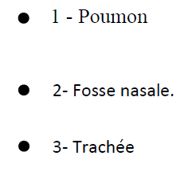 ● 1 - Poumon
● 2- Fosse nasale.
● 3- Trachée